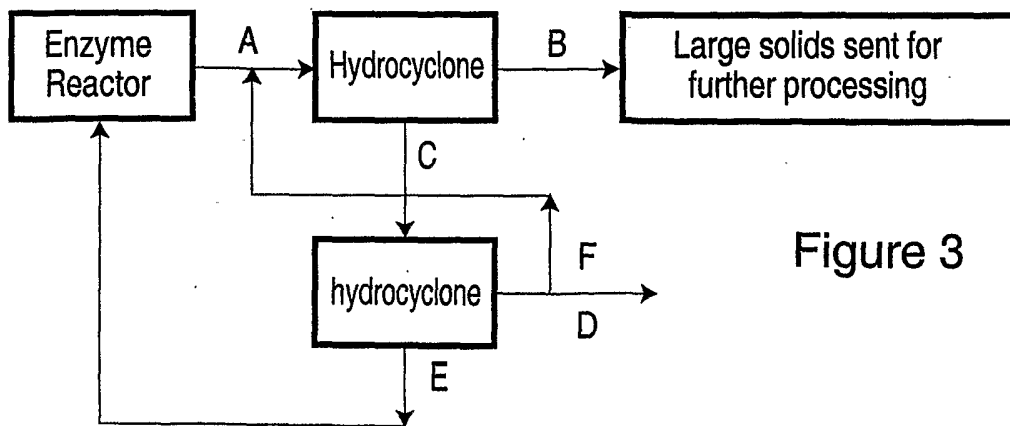 Enzyme
Reactor
A
Hydrocyclone
B
Large solids sent for
further processing
C
hydrocyclone
F
D
E
Figure 3